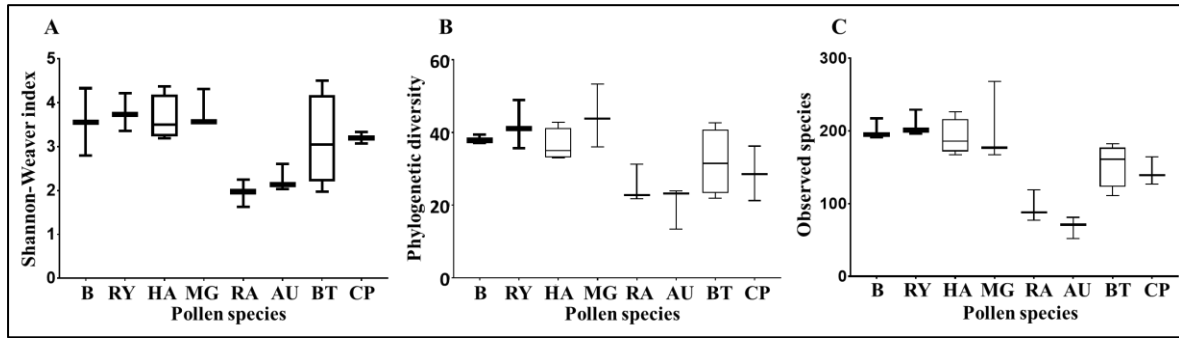 A
Shannon-Weaver index
5
4
3
2
1
0
B RY HA MG RA AU BT CP
Pollen species
B
Phylogenetic diversity
60
40
20
0
B RY HA MG RA AU BT CP
Pollen species
C
Observed species
300
200
100
0
B RY HA MG RA AU BT CP
Pollen species